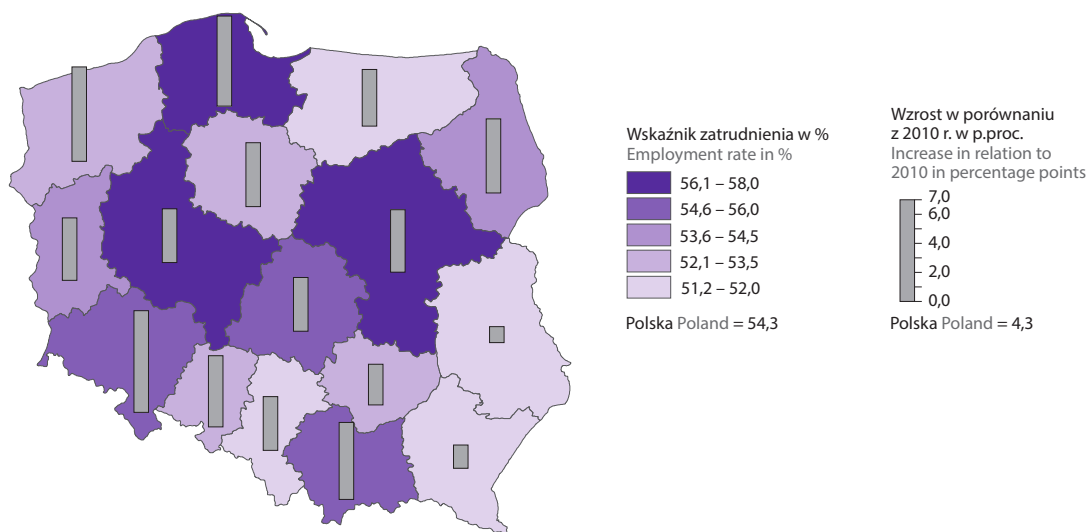 Wskaźnik zatrudnienia w %
Employment rate in %
56,1 – 58,0
54,6 – 56,0
53,6 – 54,5
52,1 – 53,5
51,2 – 52,0
Polska Poland = 54,3
Wzrost w porównaniu
z 2010 r. w p.proc.
Increase in relation to
2010 in percentage points
7,0
6,0
4,0
2,0
0,0
Polska Poland = 4,3